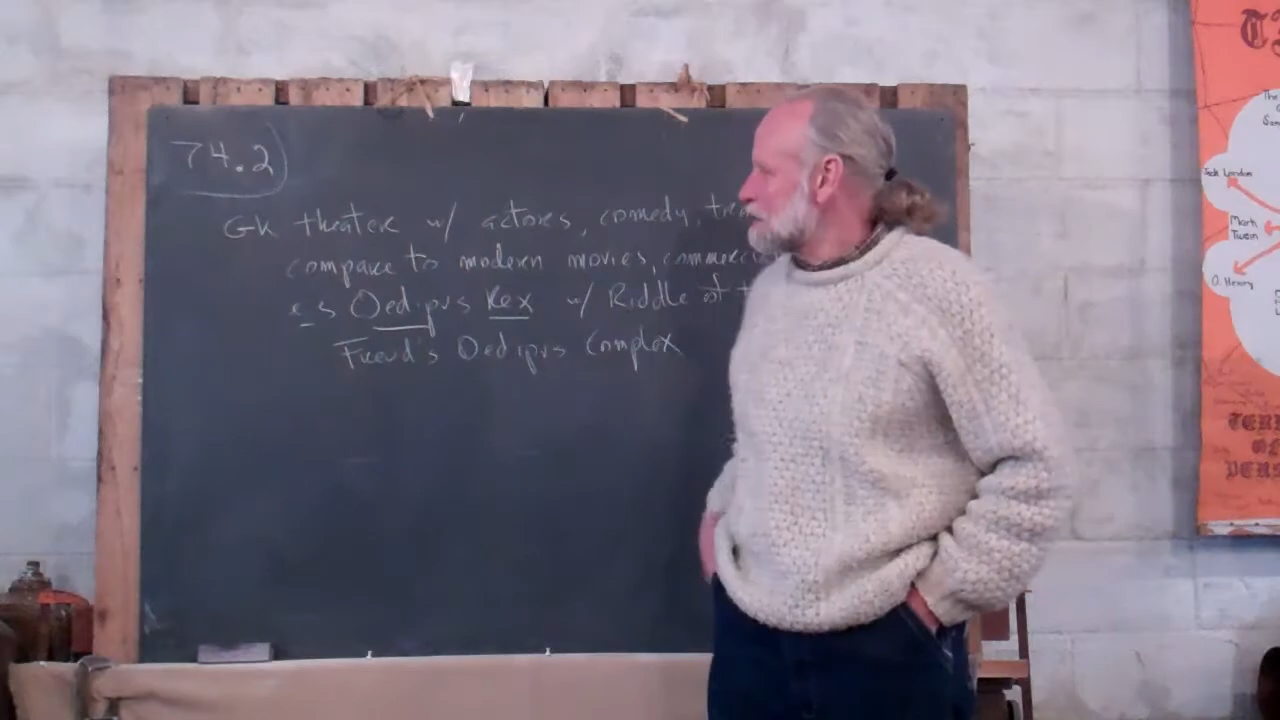 74.2)
Gk theater w/ actors, comedy,
compare to modern movies,
e.g Oedipus Rex w/ Riddle of
Freud's Oedipus Complex
The
Jack London
Mark
Twain
O. Henry